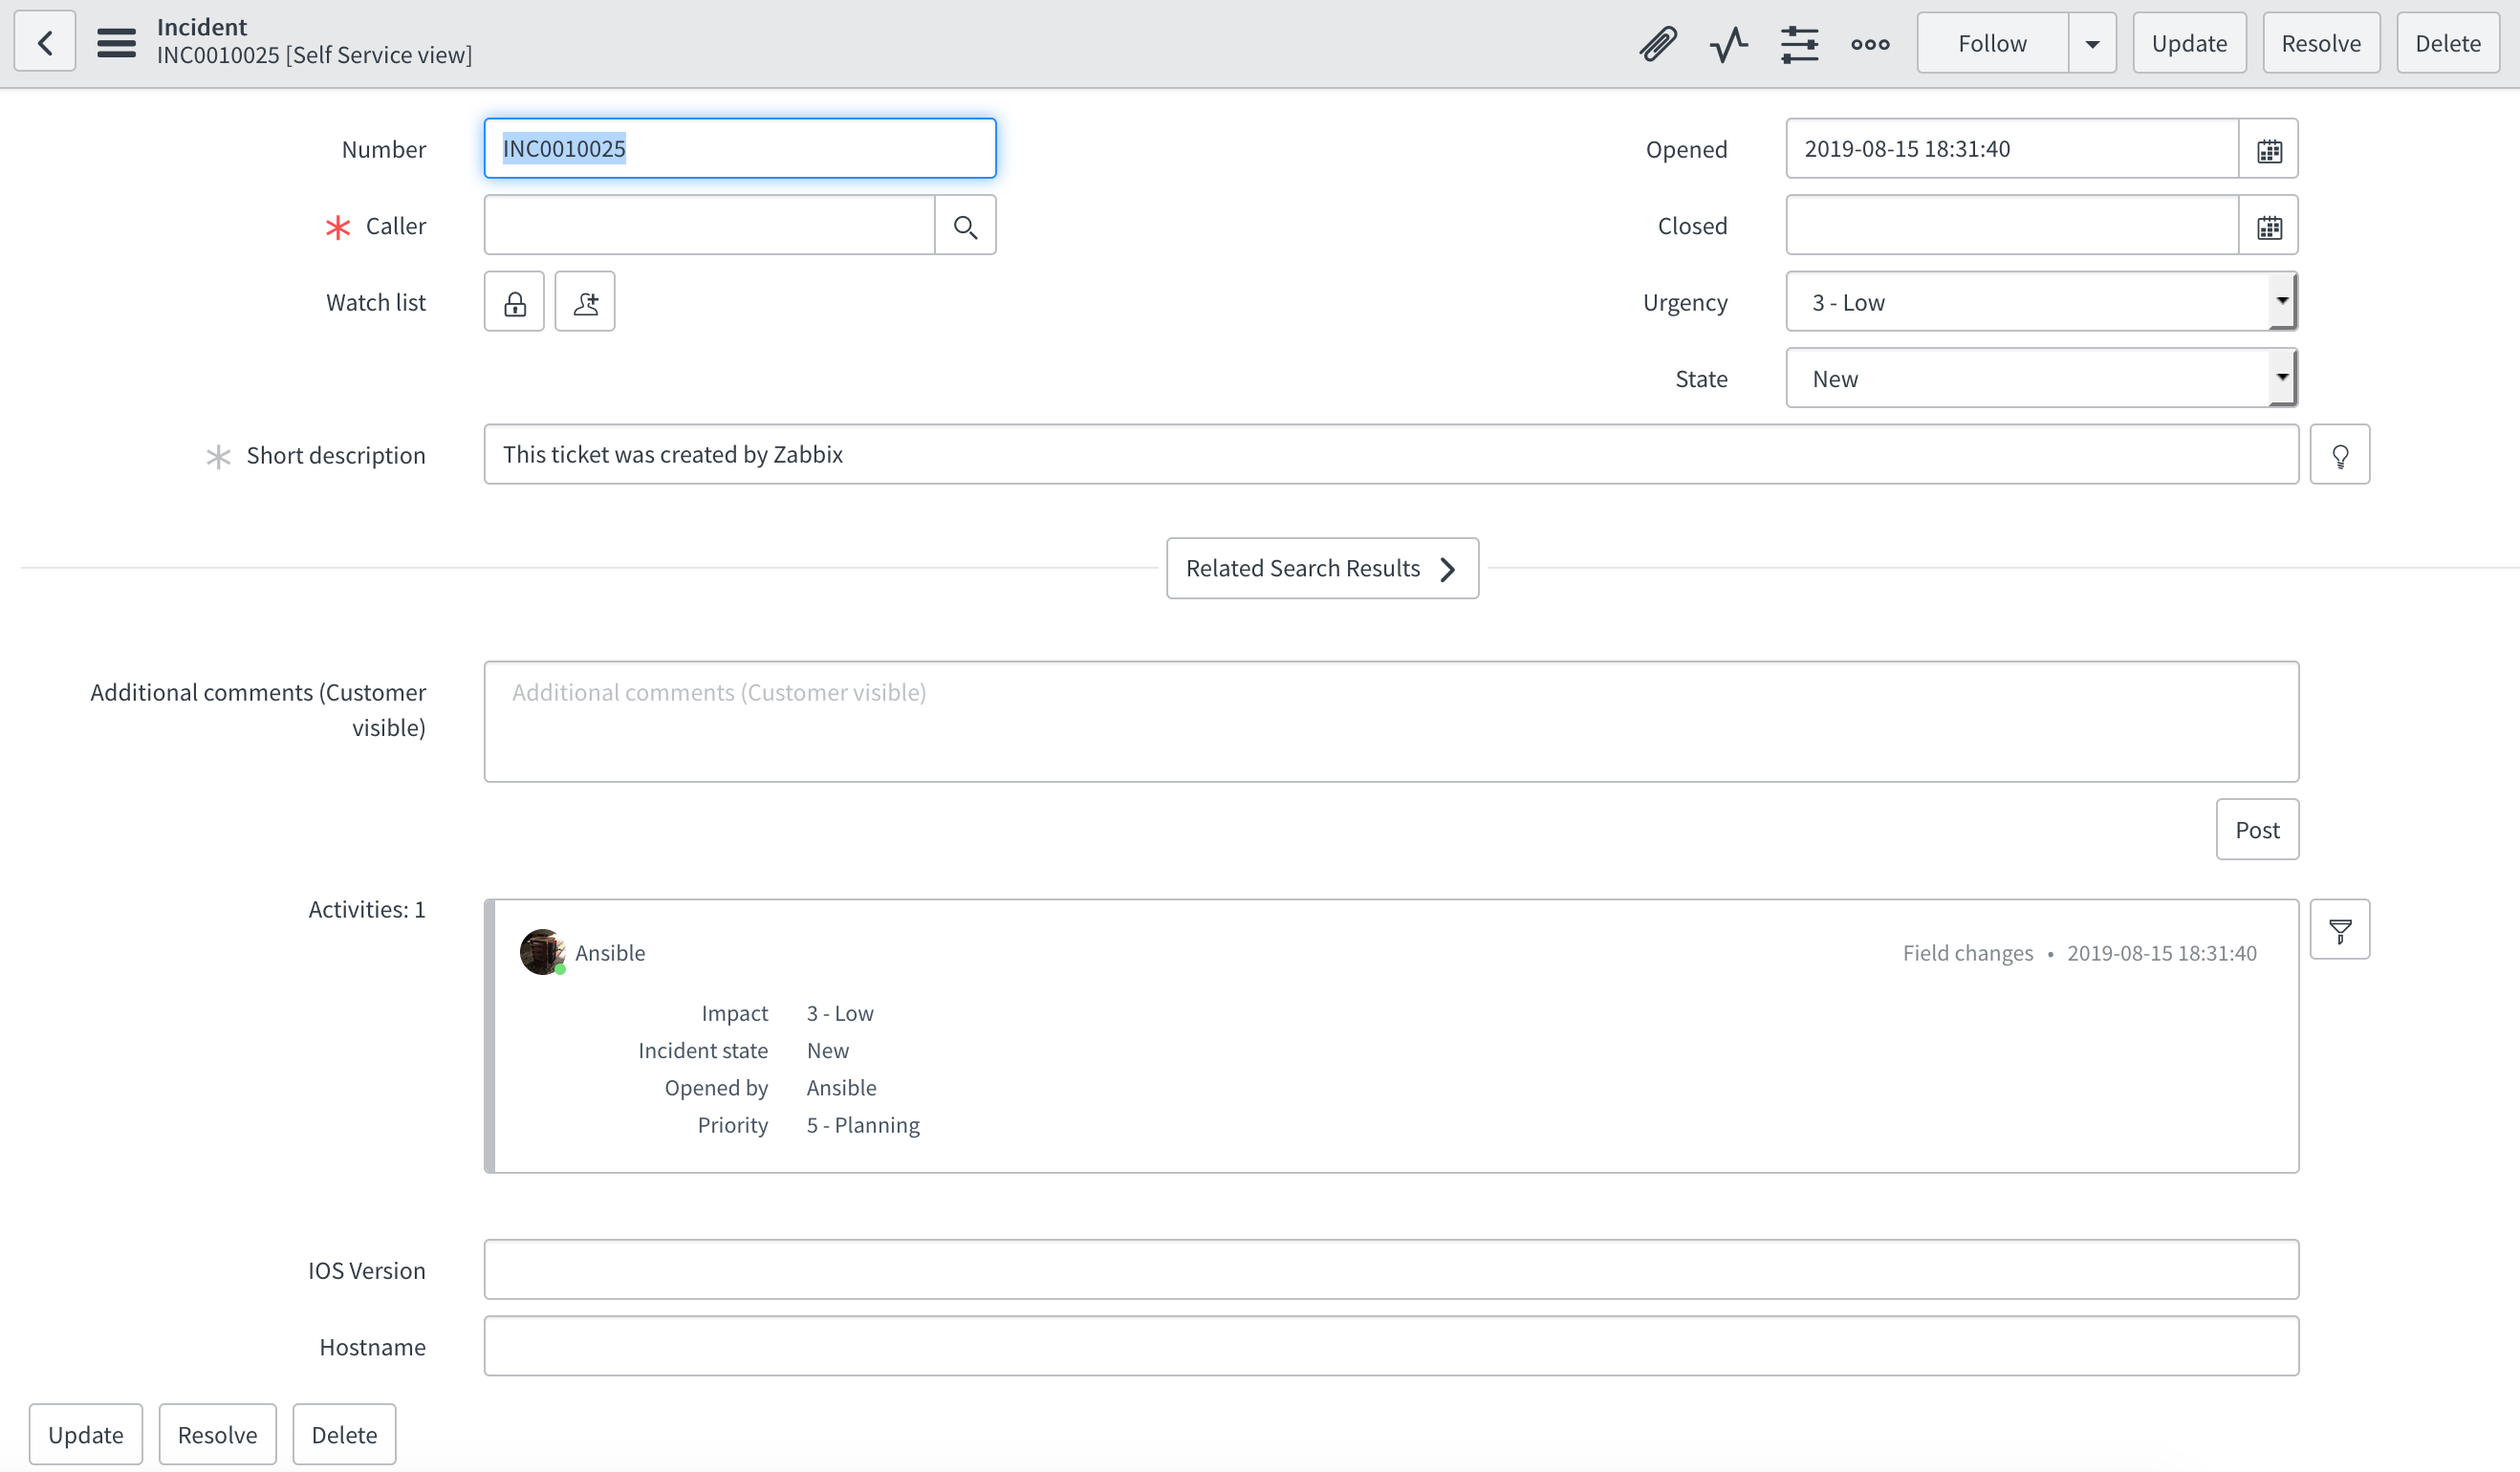 Incident
INC0010025 [Self Service view]
Follow
Update
Resolve
Delete
Number
INC0010025
Opened
2019-08-15 18:31:40
Caller
Closed
Watch list
Urgency
3 - Low
State
New
Short description
This ticket was created by Zabbix
Related Search Results
Additional comments (Customer
visible)
Additional comments (Customer visible)
Post
Activities: 1
Ansible
Field changes • 2019-08-15 18:31:40
Impact 3 - Low
Incident state New
Opened by Ansible
Priority 5 - Planning
IOS Version
Hostname
Update
Resolve
Delete